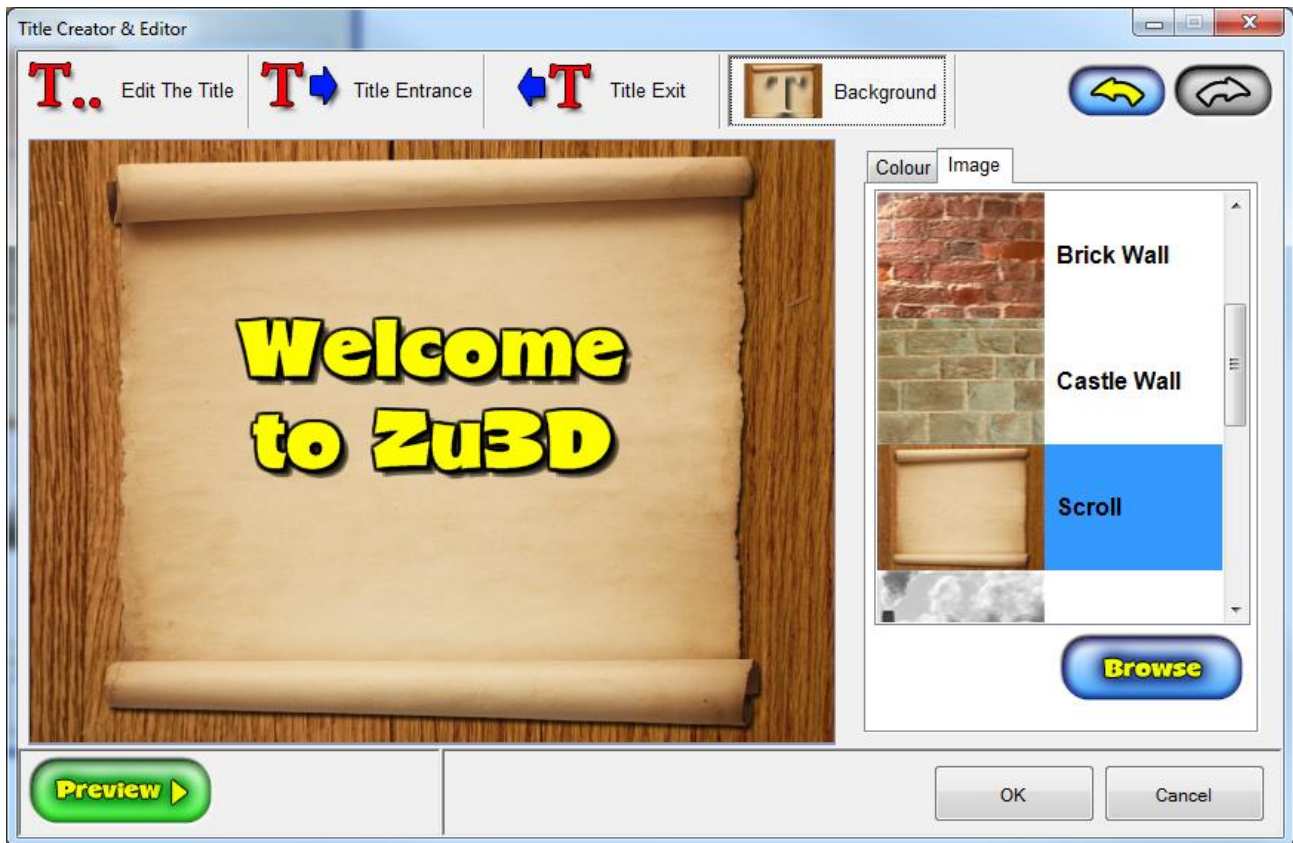 Title Creator & Editor
T.. Edit The Title
T Title Entrance
T Title Exit
T Background
Colour
Image
Welcome
to Zu3D
Brick Wall
Castle Wall
Scroll
Browse
Preview
OK
Cancel